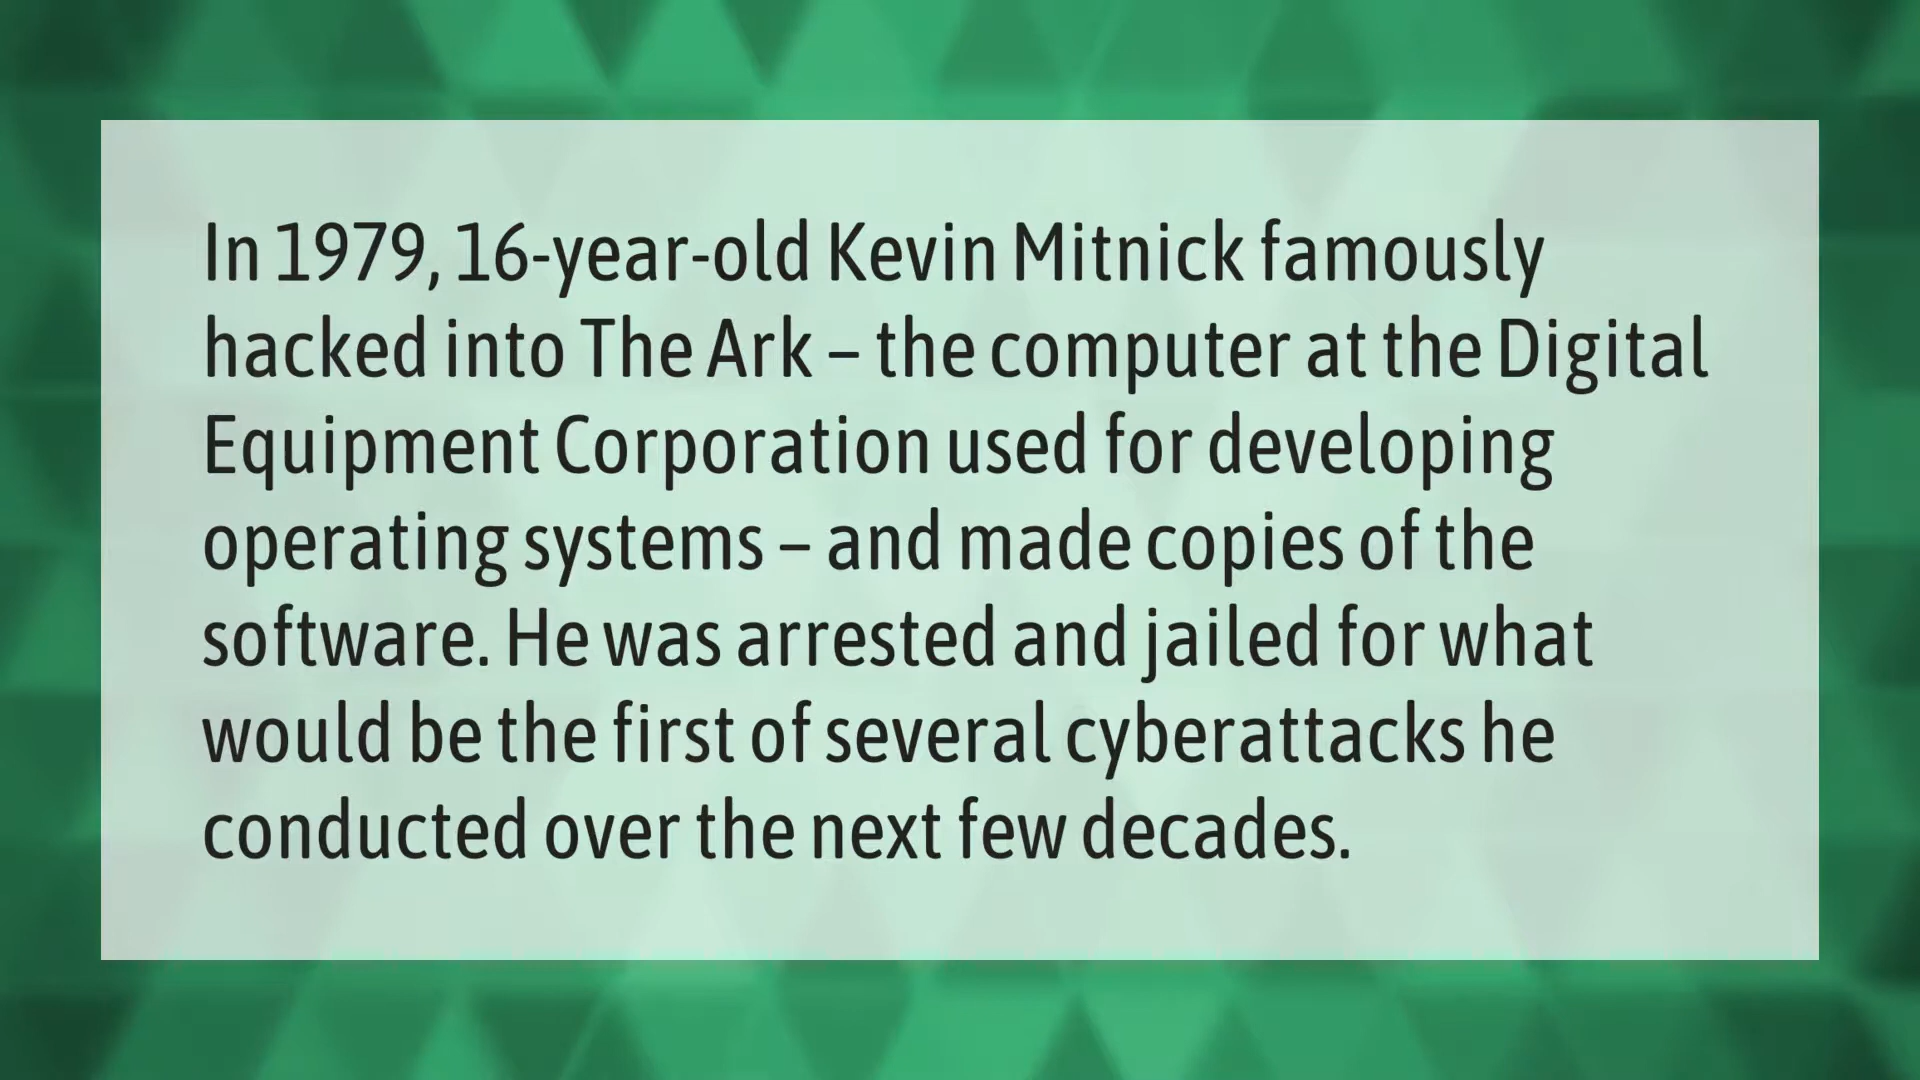 In 1979, 16-year-old Kevin Mitnick famously
hacked into The Ark – the computer at the Digital
Equipment Corporation used for developing
operating systems – and made copies of the
software. He was arrested and jailed for what
would be the first of several cyberattacks he
conducted over the next few decades.